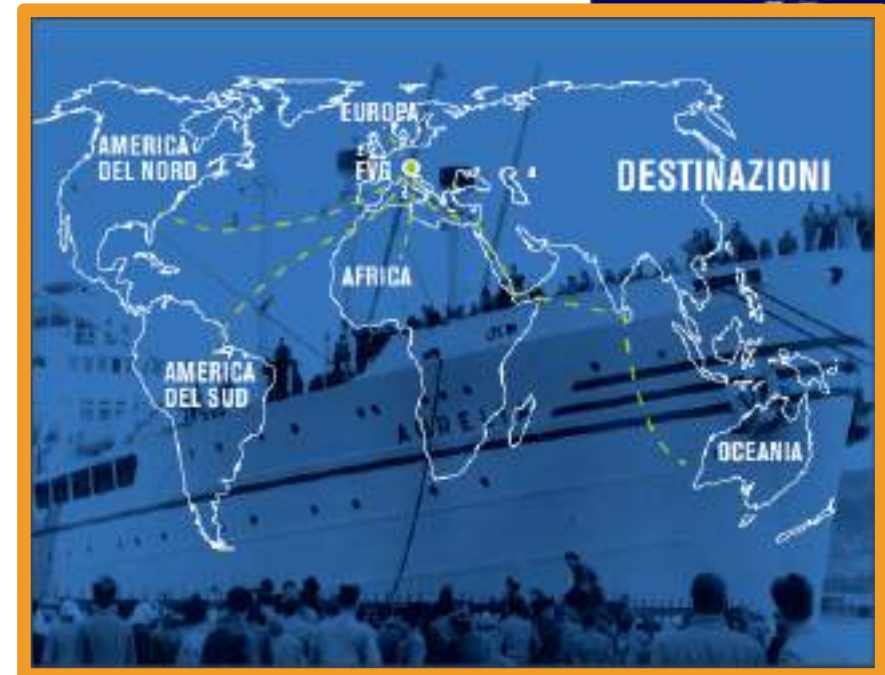 EUROPA
AMERICA
DEL NORD
FVG
DESTINAZIONI
AFRICA
AMERICA
DEL SUD
OCEANIA